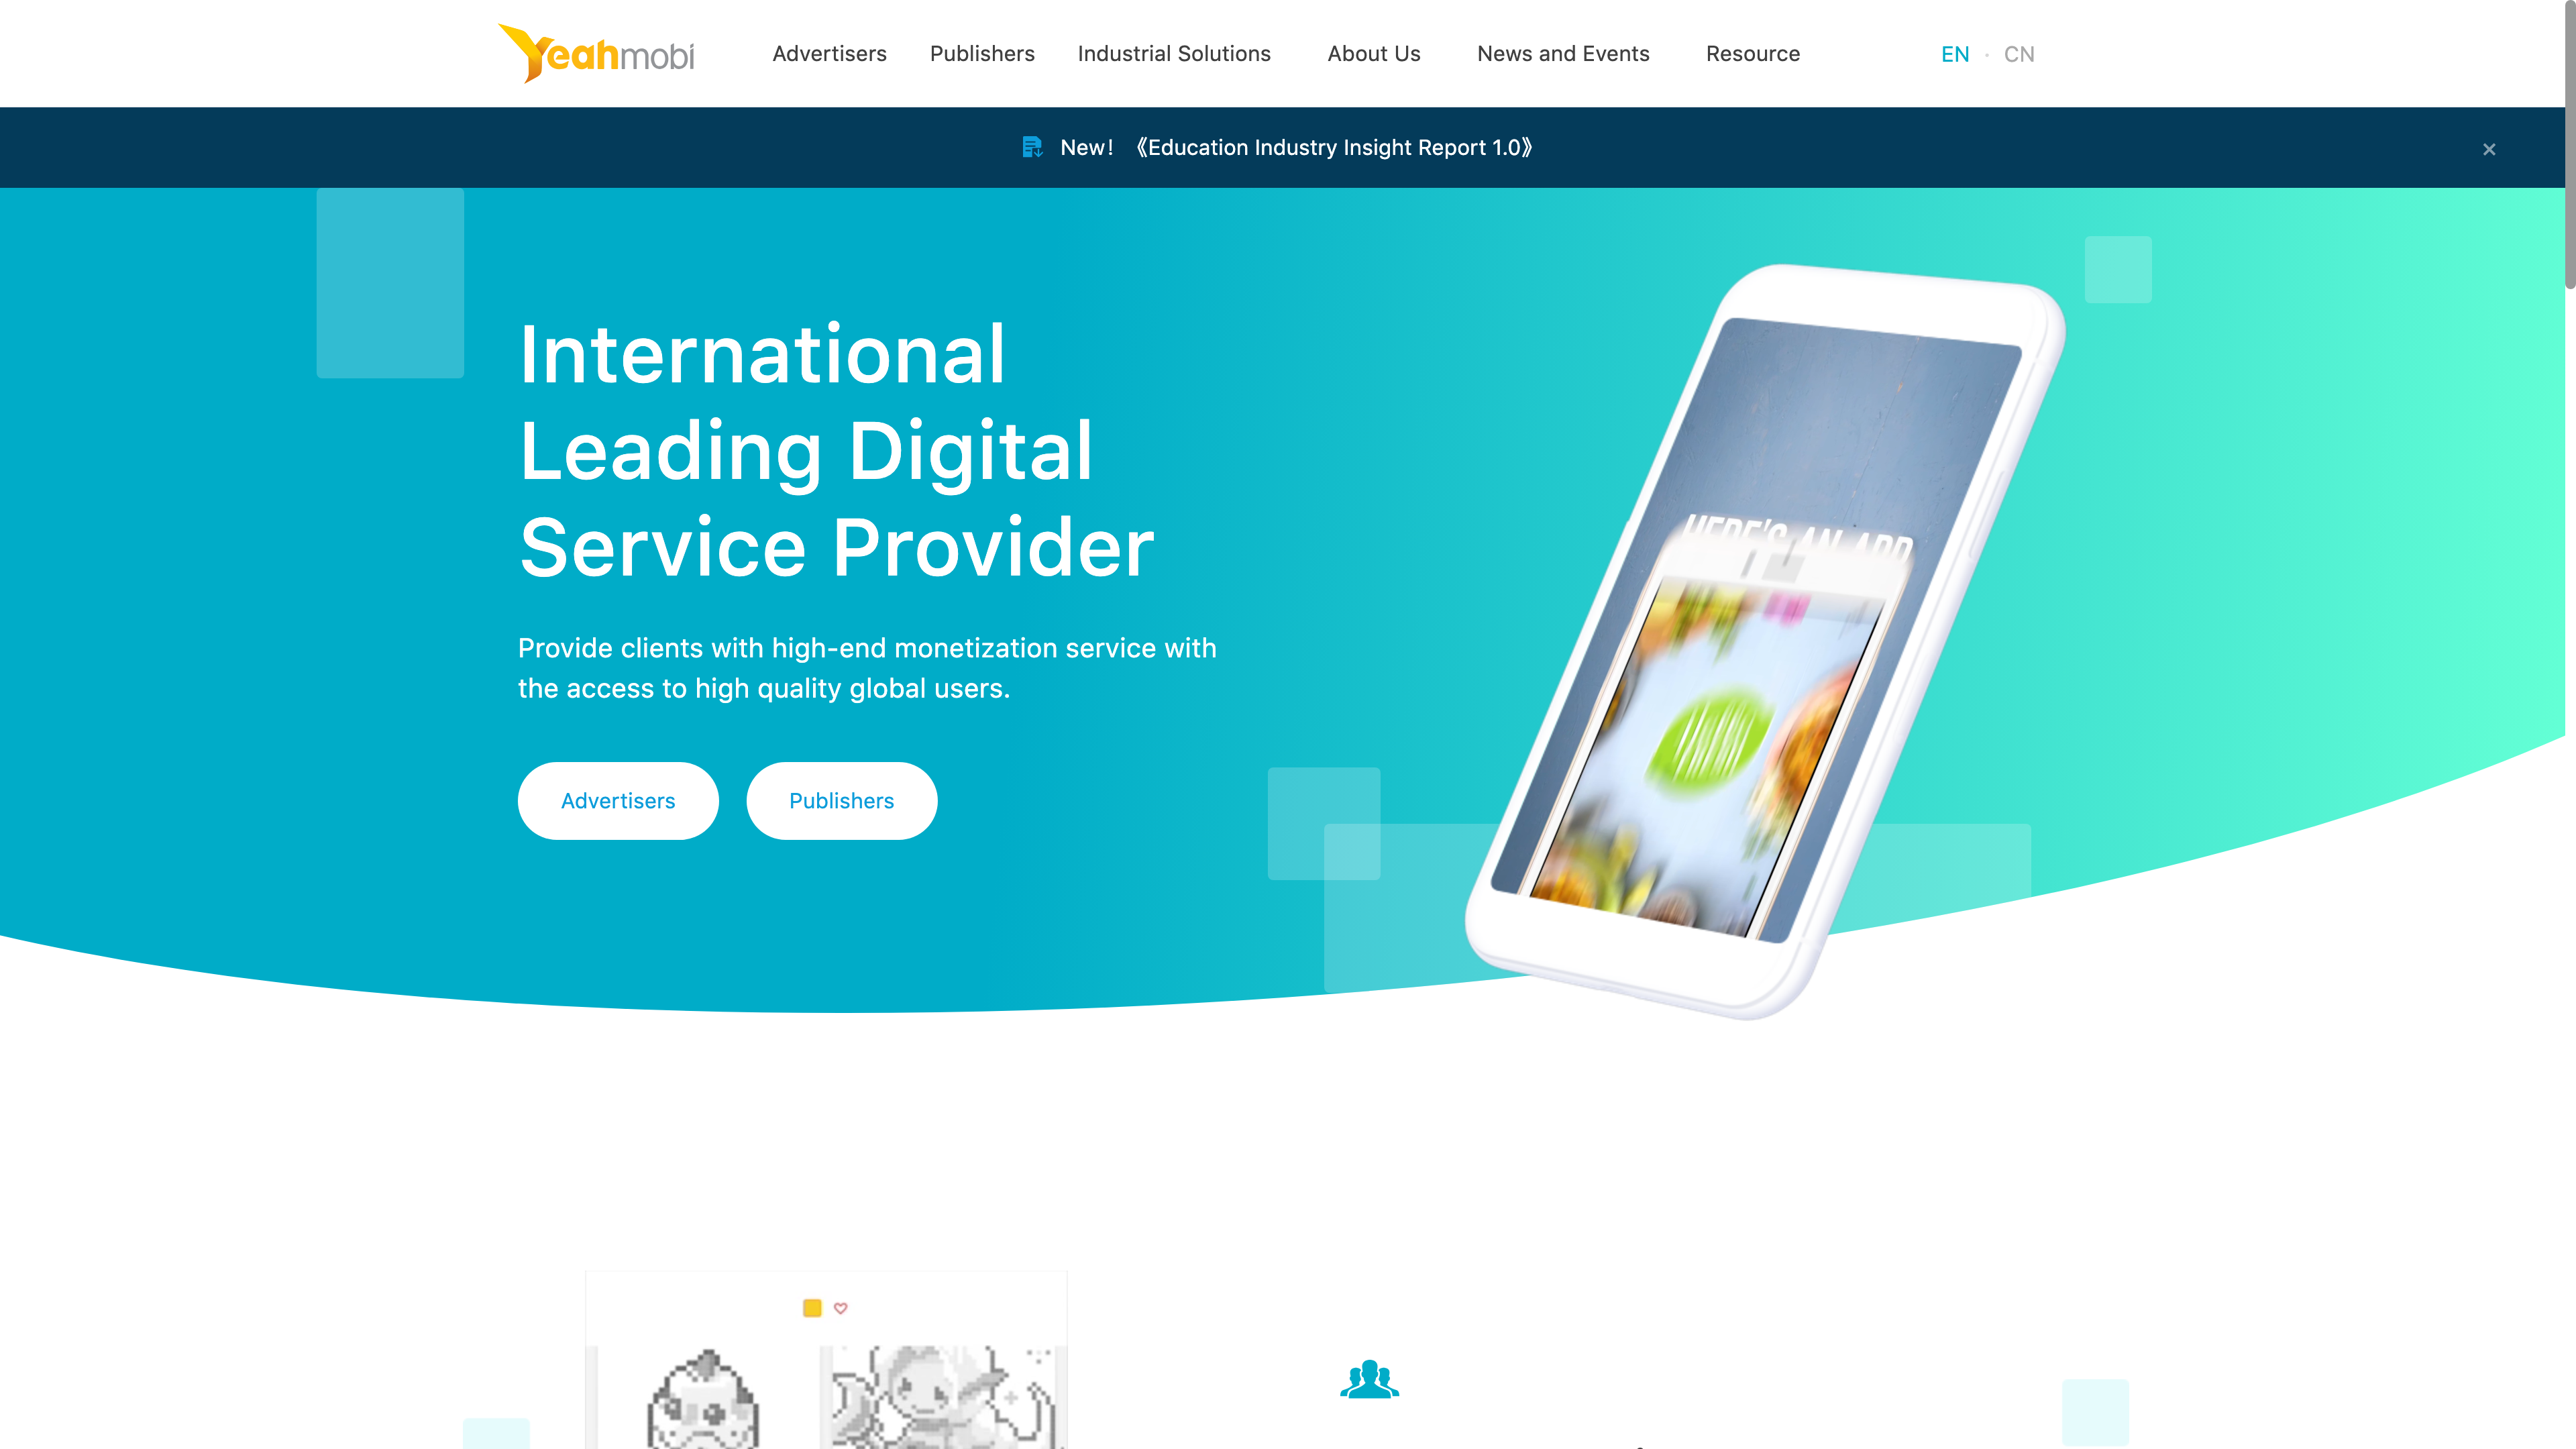 Yeahmobi
Advertisers
Publishers
Industrial Solutions
About Us
News and Events
Resource
EN · CN
New! 《Education Industry Insight Report 1.0》
×
International
Leading Digital
Service Provider
Provide clients with high-end monetization service with
the access to high quality global users.
Advertisers
Publishers
HERE'S AN APP